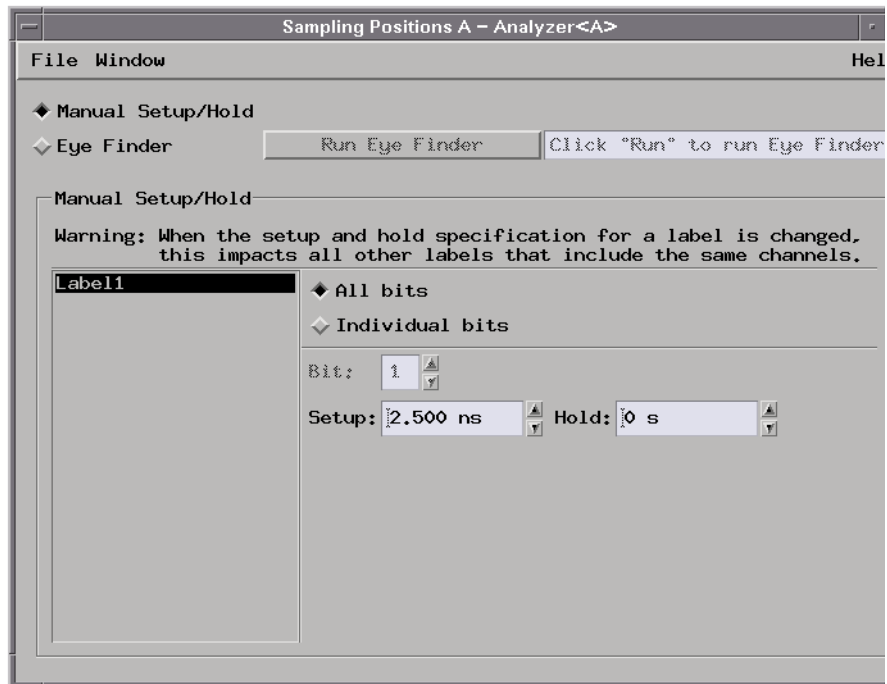 Sampling Positions A – Analyzer<A>
File Window Hel
Manual Setup/Hold
Eye Finder Run Eye Finder Click "Run" to run Eye Finder
Manual Setup/Hold
Warning: When the setup and hold specification for a label is changed,
this impacts all other labels that include the same channels.
Label1
All bits
Individual bits
Bit: 1
Setup: 2.500 ns Hold: 0 s